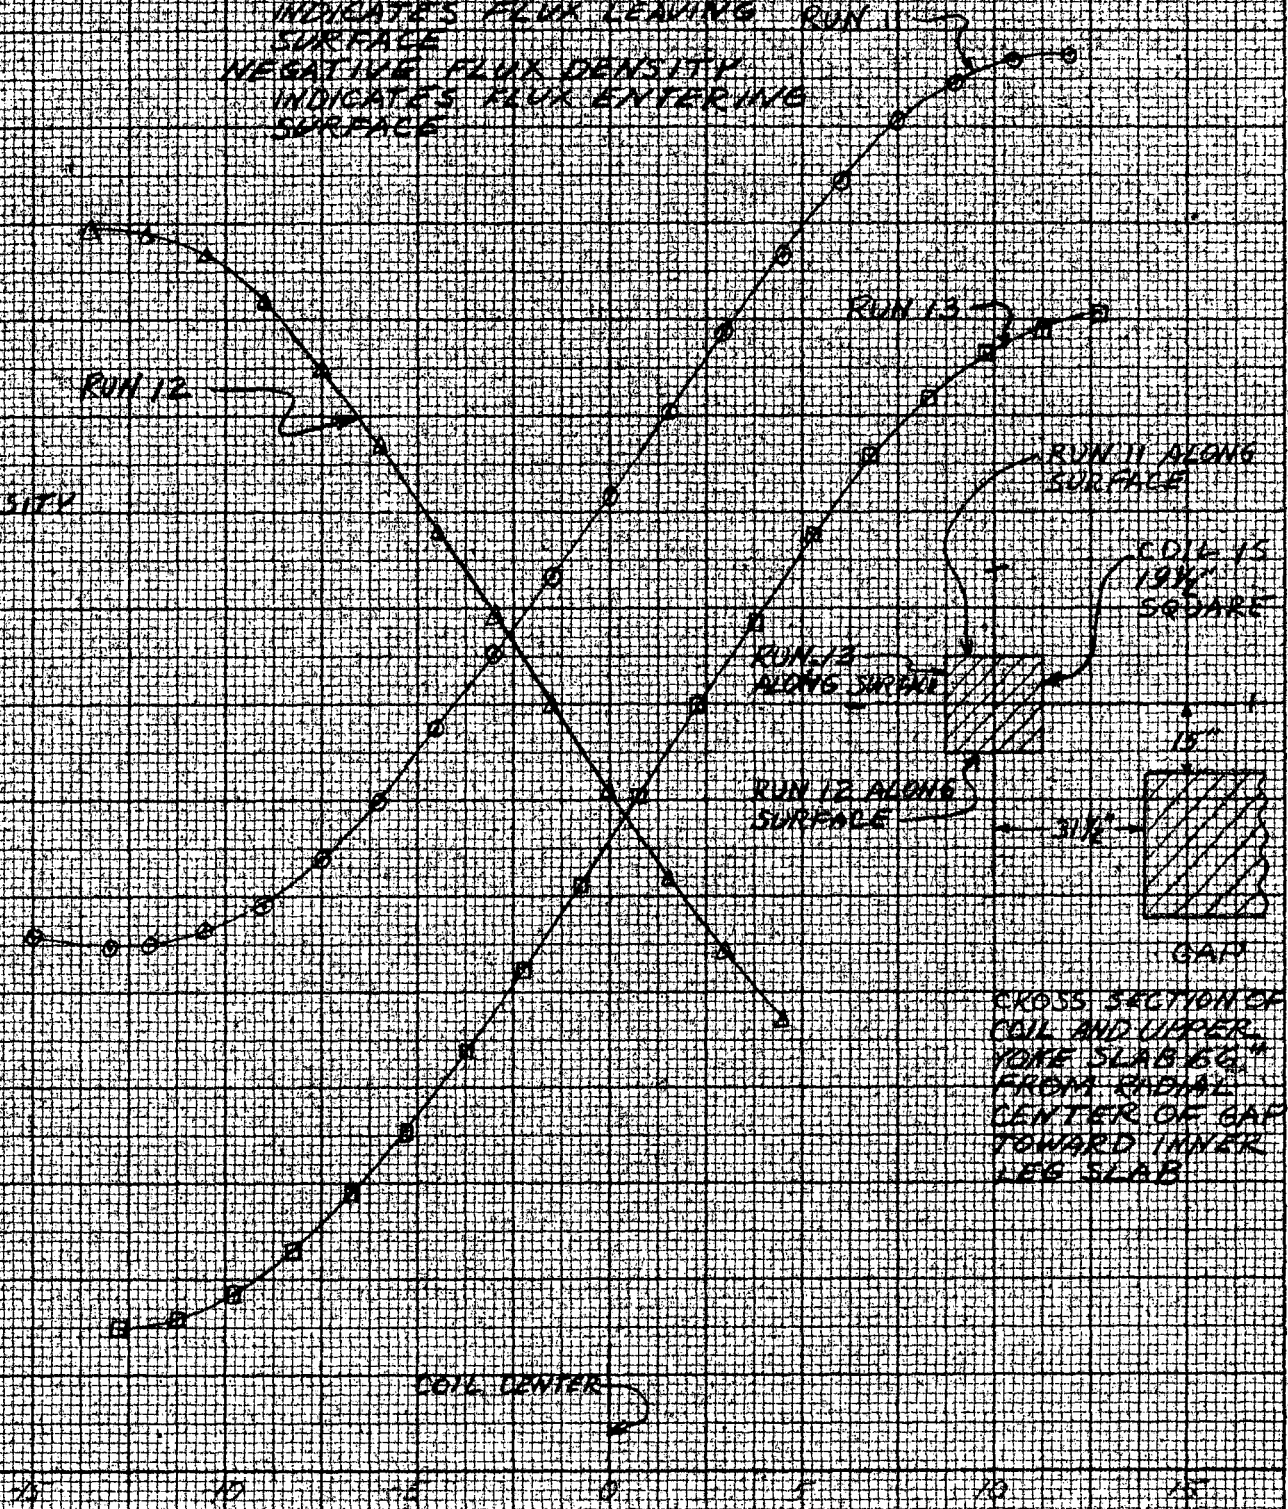 INDICATES FLUX LEAVING
SURFACE
NEGATIVE FLUX DENSITY
INDICATES FLUX ENTERING
SURFACE
RUN 11
RUN 13
RUN 12
SITY
RUN 11 ALONG
SURFACE
COIL IS
19½"
SQUARE
RUN 13
ALONG SURFACE
15"
RUN 12 ALONG
SURFACE
31½"
GAP
CROSS SECTION OF
COIL AND UPPER
YOKE SLAB
FROM RADIAL
CENTER OF GAP
TOWARD INNER
LEG SLAB
COIL CENTER
-15 -10 -5 0 5 10 15